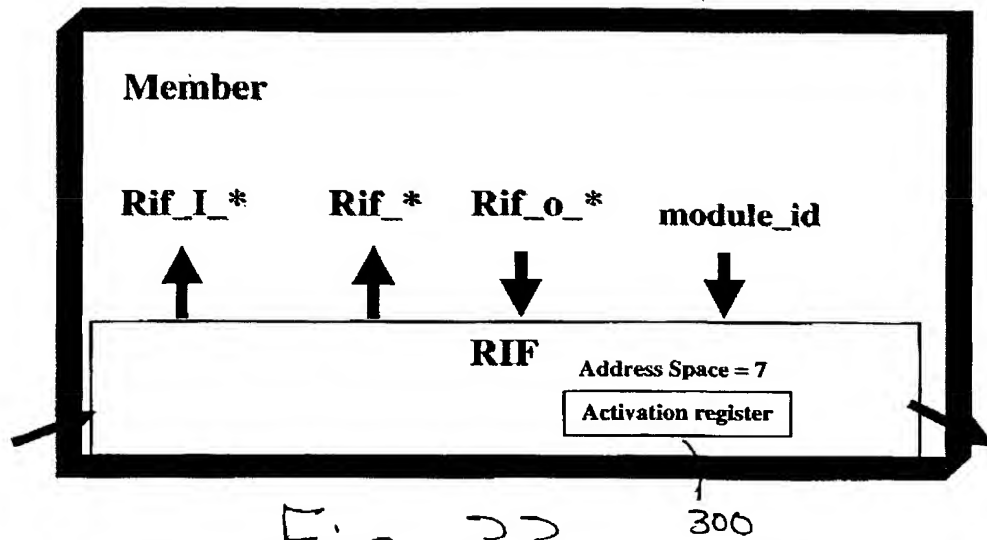 Member
Rif_I_* Rif_* Rif_o_* module_id
RIF
Address Space = 7
Activation register
300